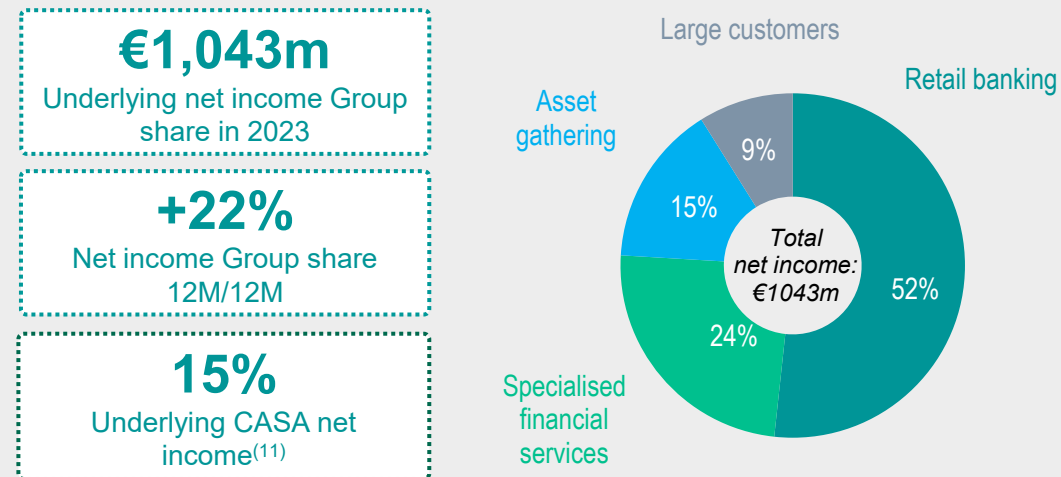 €1,043m
Underlying net income Group
share in 2023
+22%
Net income Group share
12M/12M
15%
Underlying CASA net
income(11)
Large customers
Retail banking
Asset
gathering
9%
15%
Total
net income:
€1043m
52%
24%
Specialised
financial
services